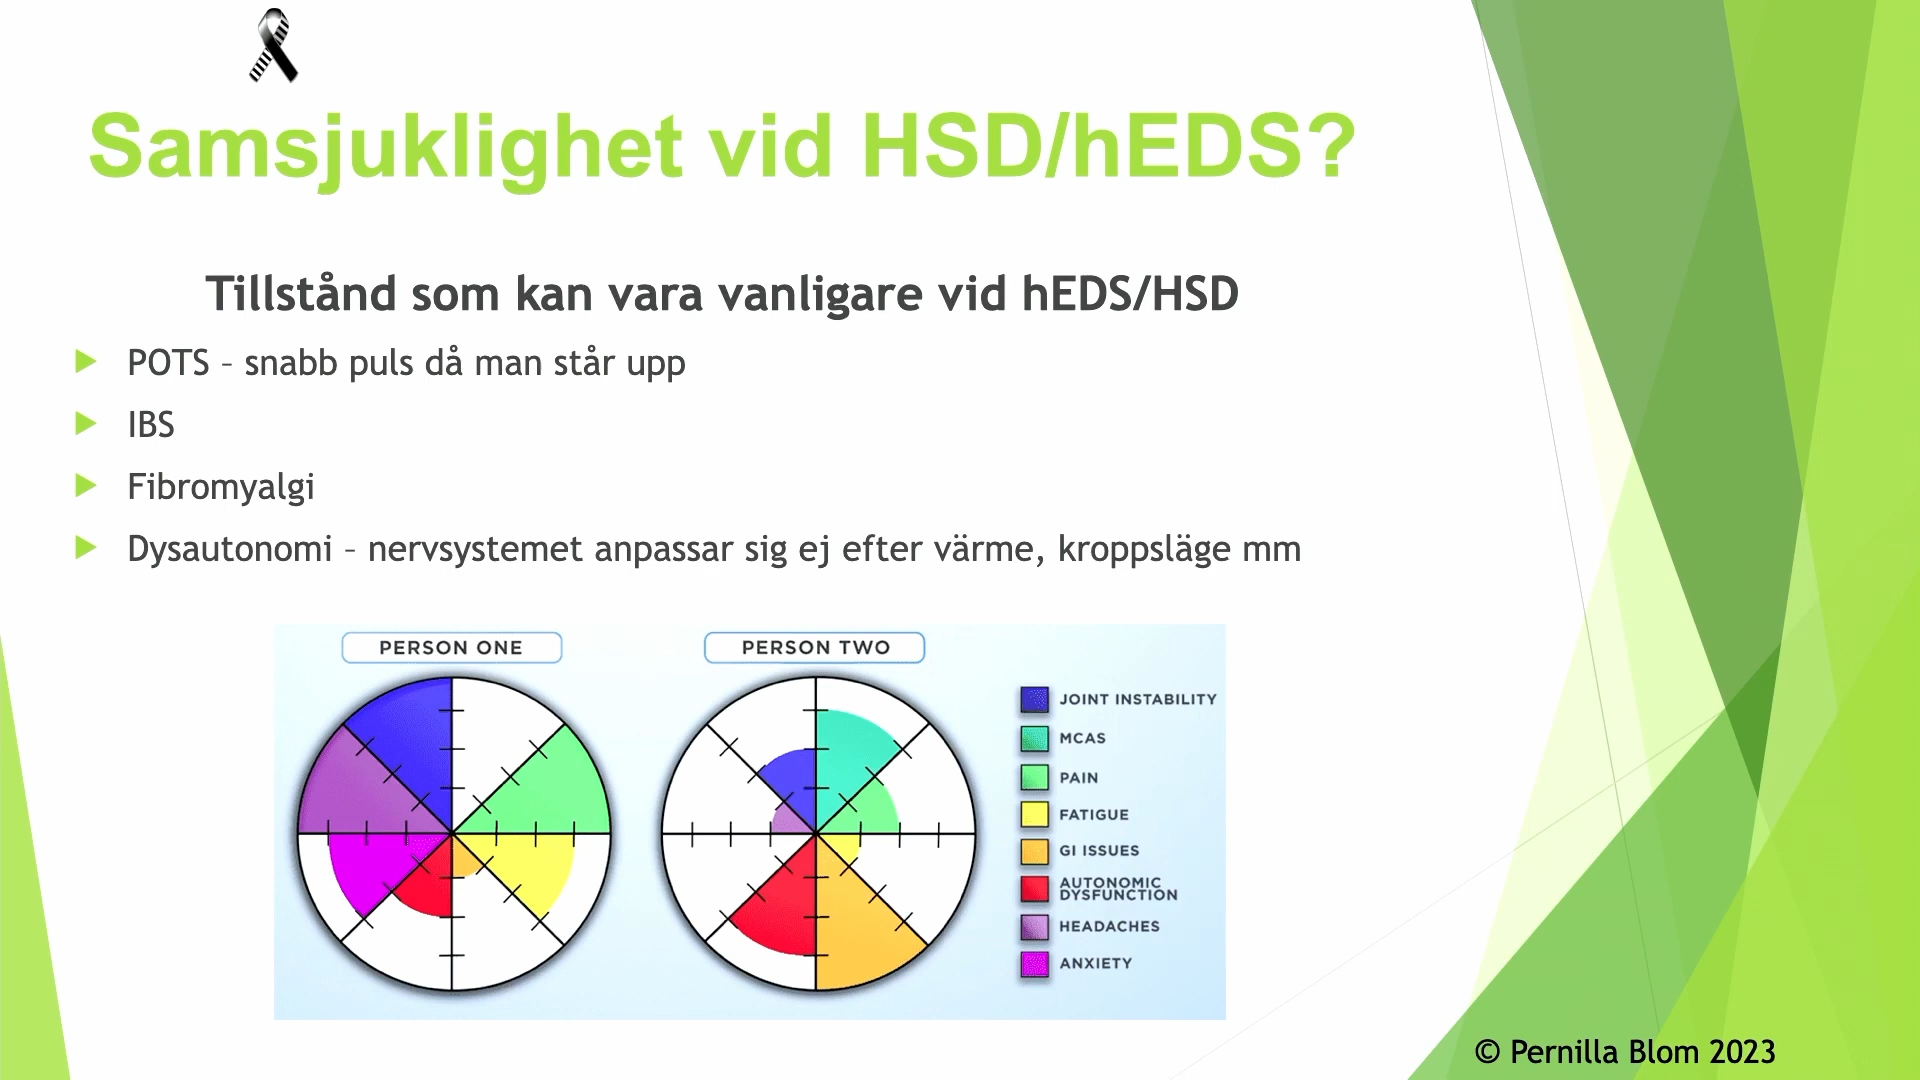 Samsjuklighet vid HSD/hEDS?
Tillstånd som kan vara vanligare vid hEDS/HSD
POTS – snabb puls då man står upp
IBS
Fibromyalgi
Dysautonomi – nervsystemet anpassar sig ej efter värme, kroppsläge mm
PERSON ONE
PERSON TWO
JOINT INSTABILITY
MCAS
PAIN
FATIGUE
GI ISSUES
AUTONOMIC
DYSFUNCTION
HEADACHES
ANXIETY
© Pernilla Blom 2023